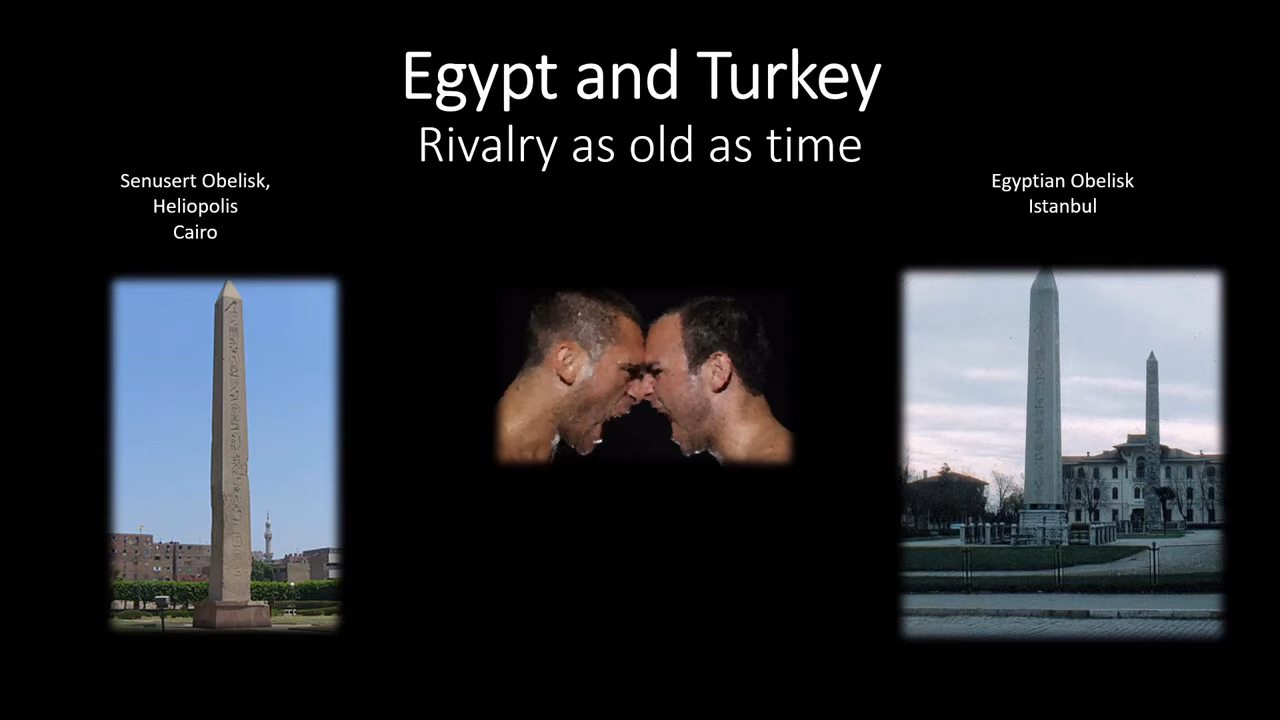 Egypt and Turkey
Rivalry as old as time
Senusert Obelisk,
Heliopolis
Cairo
Egyptian Obelisk
Istanbul